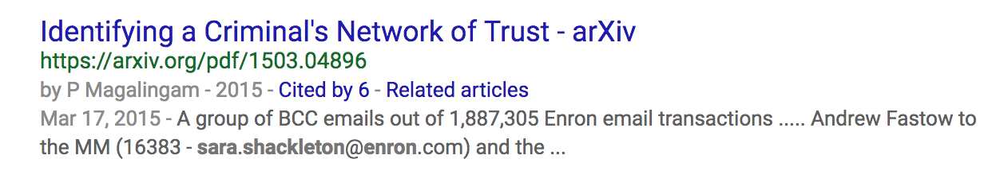 Identifying a Criminal's Network of Trust - arXiv
https://arxiv.org/pdf/1503.04896
by P Magalingam - 2015 - Cited by 6 - Related articles
Mar 17, 2015 - A group of BCC emails out of 1,887,305 Enron email transactions ..... Andrew Fastow to
the MM (16383 - sara.shackleton@enron.com) and the ...